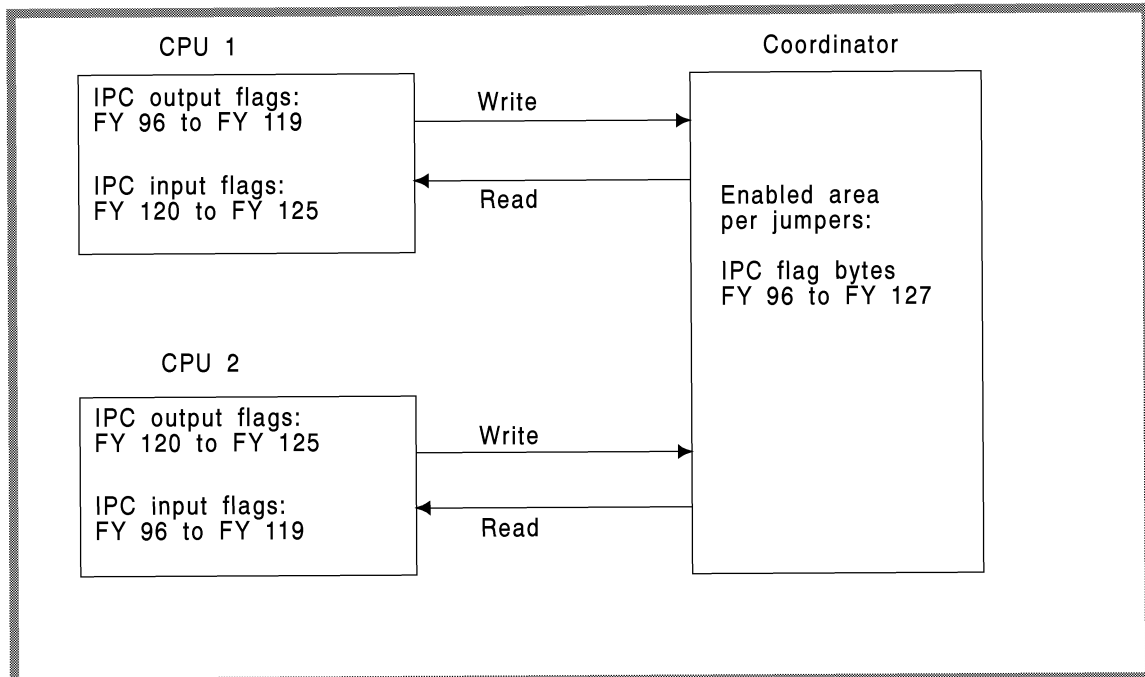 CPU 1
IPC output flags:
FY 96 to FY 119
IPC input flags:
FY 120 to FY 125
Write
Read
Coordinator
Enabled area
per jumpers:
IPC flag bytes
FY 96 to FY 127
CPU 2
IPC output flags:
FY 120 to FY 125
IPC input flags:
FY 96 to FY 119
Write
Read